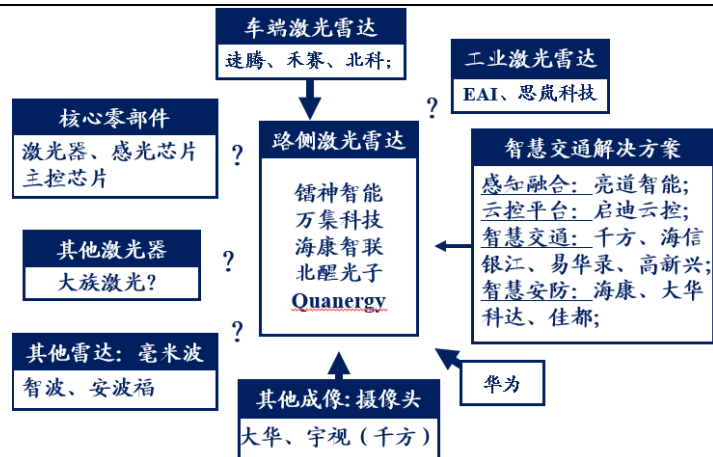 车端激光雷达
速腾、禾赛、北科;
工业激光雷达
EAI、思岚科技
?
核心零部件
激光器、感光芯片
主控芯片
?
路侧激光雷达
镭神智能
万集科技
海康智联
北醒光子
Quanergy
智慧交通解决方案
感知融合：亮道智能;
云控平台：启迪云控;
智慧交通：千方、海信
银江、易华录、高新兴;
智慧安防：海康、大华
科达、佳都;
其他激光器
大族激光?
?
其他雷达：毫米波
智波、安波福
?
其他成像:摄像头
大华、宇视（千方）
华为